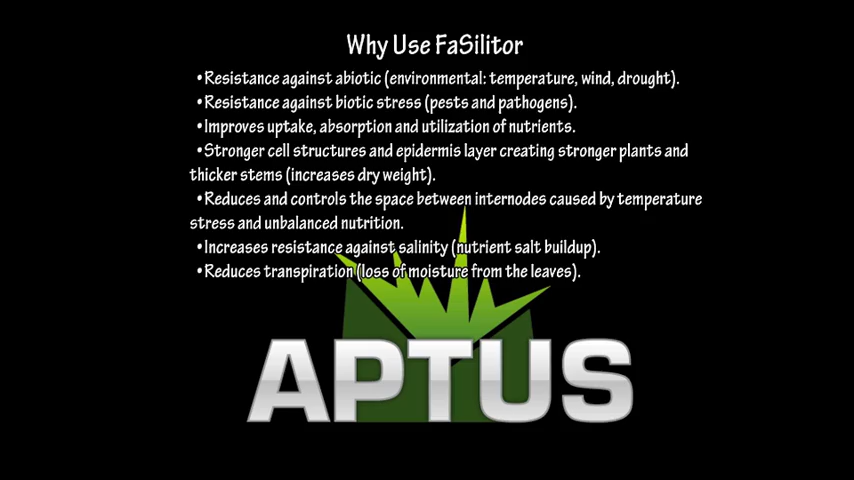 Why Use FaSilitor
•Resistance against abiotic (environmental: temperature, wind, drought).
•Resistance against biotic stress (pests and pathogens).
•Improves uptake, absorption and utilization of nutrients.
•Stronger cell structures and epidermis layer creating stronger plants and
thicker stems (increases dry weight).
•Reduces and controls the space between internodes caused by temperature
stress and unbalanced nutrition.
•Increases resistance against salinity (nutrient salt buildup).
•Reduces transpiration (loss of moisture from the leaves).
APTUS